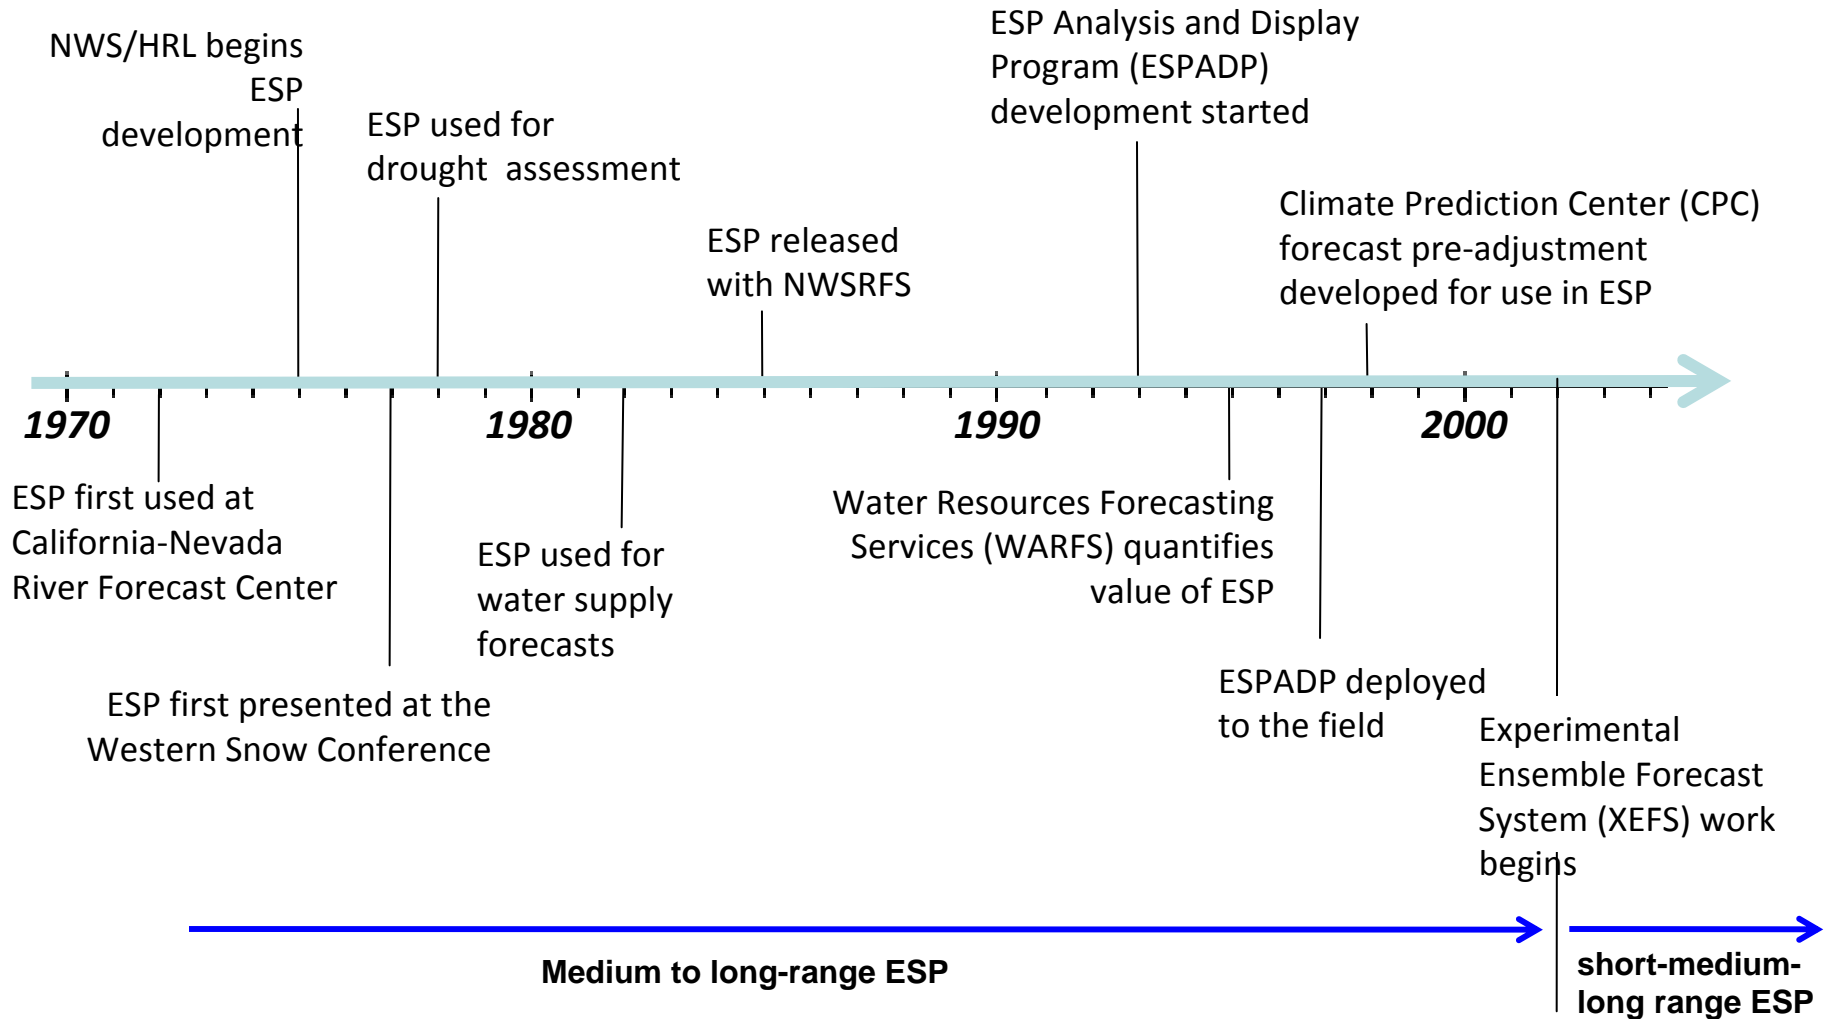 NWS/HRL begins
ESP
development
ESP used for
drought  assessment
ESP released
with NWSRFS
ESP Analysis and Display
Program (ESPADP)
development started
Climate Prediction Center (CPC)
forecast pre-adjustment
developed for use in ESP
1970
1980
1990
2000
ESP first used at
California-Nevada
River Forecast Center
ESP first presented at the
Western Snow Conference
ESP used for
water supply
forecasts
Water Resources Forecasting
Services (WARFS) quantifies
value of ESP
ESPADP deployed
to the field
Experimental
Ensemble Forecast
System (XEFS) work
begins
Medium to long-range ESP
short-medium-
long range ESP